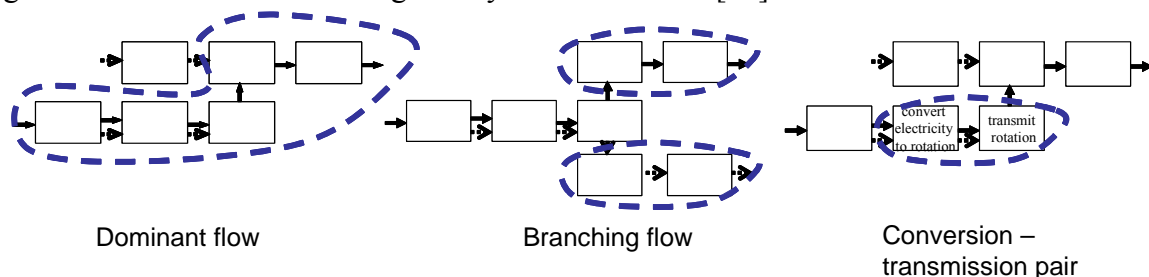 convert
electricity
to rotation
transmit
rotation
Dominant flow
Branching flow
Conversion –
transmission pair